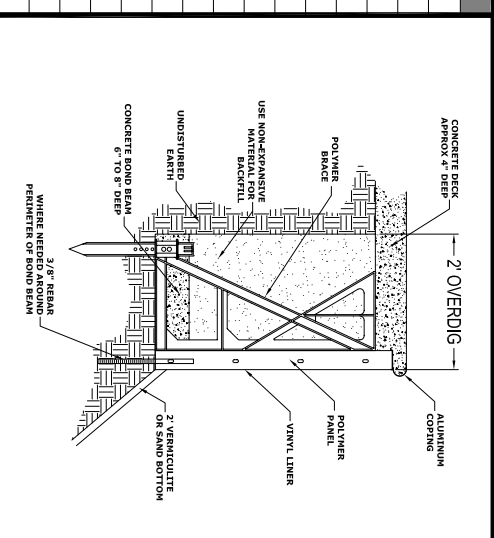 CONCRETE DECK
APPROX 4" DEEP
2' OVERDIG
ALUMINUM
COPING
POLYMER
BRACE
USE NON-EXPANSIVE
MATERIAL FOR
BACKFILL
UNDISTURBED
EARTH
CONCRETE BOND BEAM
6" TO 8" DEEP
POLYMER
PANEL
VINYL LINER
2' VERMICULITE
OR SAND BOTTOM
3/8" REBAR
WHERE NEEDED AROUND
PERIMETER OF BOND BEAM